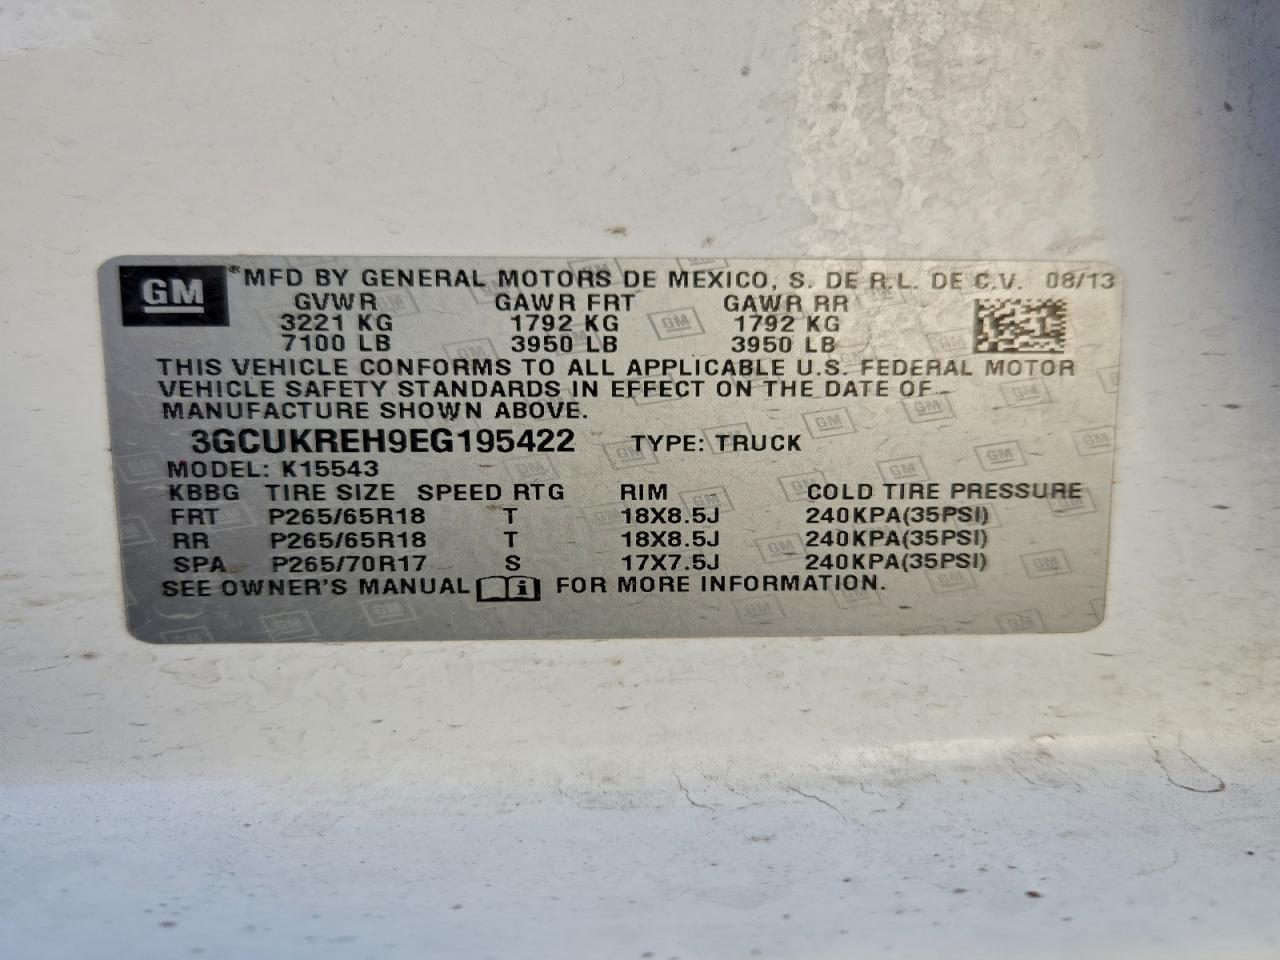 GM ® MFD BY GENERAL MOTORS DE MEXICO, S. DE R.L. DE C.V. 08/13
GVWR GAWR FRT GAWR RR
3221 KG 1792 KG 1792 KG
7100 LB 3950 LB 3950 LB
THIS VEHICLE CONFORMS TO ALL APPLICABLE U.S. FEDERAL MOTOR
VEHICLE SAFETY STANDARDS IN EFFECT ON THE DATE OF
MANUFACTURE SHOWN ABOVE.
3GCUKREH9EG195422 TYPE: TRUCK
MODEL: K15543
KBBG TIRE SIZE SPEED RTG RIM COLD TIRE PRESSURE
FRT P265/65R18 T 18X8.5J 240KPA(35PSI)
RR P265/65R18 T 18X8.5J 240KPA(35PSI)
SPA P265/70R17 S 17X7.5J 240KPA(35PSI)
SEE OWNER'S MANUAL i FOR MORE INFORMATION.